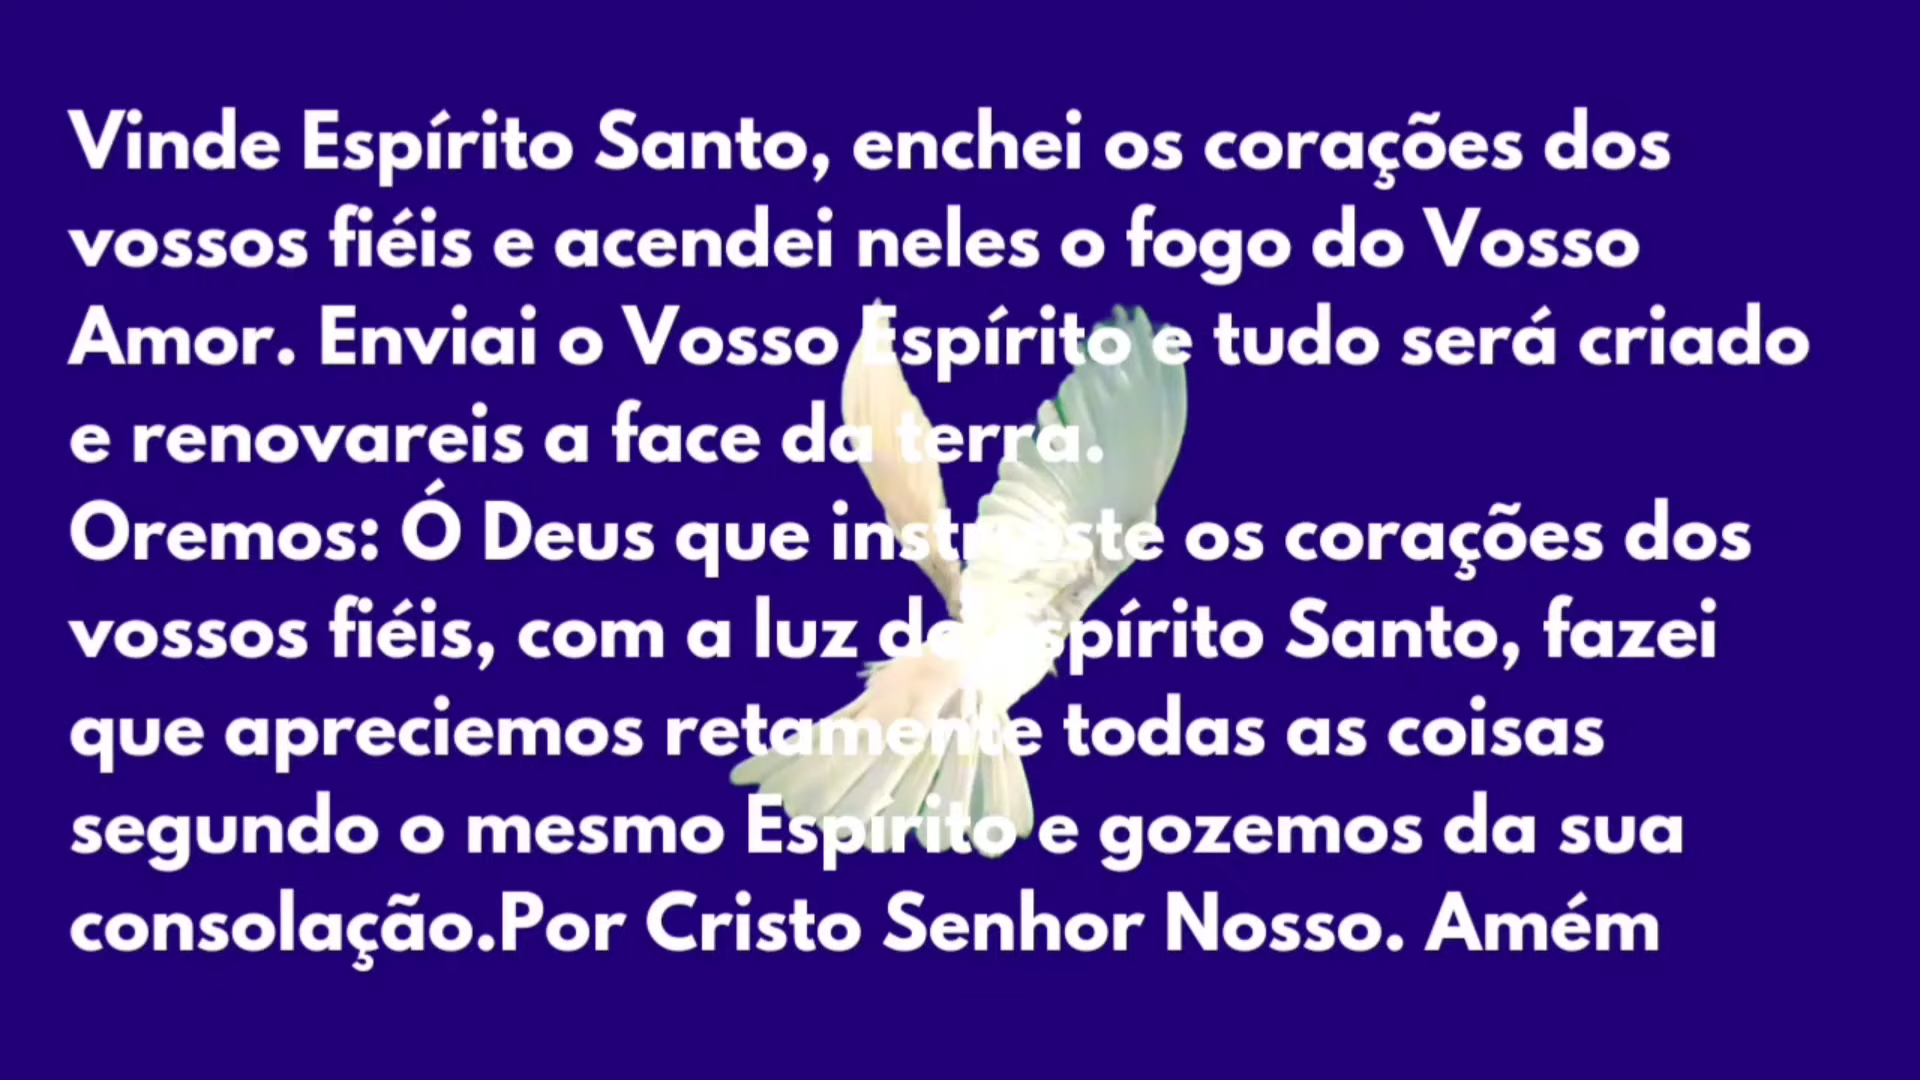 Vinde Espírito Santo, enchei os corações dos
vossos fiéis e acendei neles o fogo do Vosso
Amor. Enviai o Vosso Espírito e tudo será criado
e renovareis a face da terra.
Oremos: Ó Deus que instruíste os corações dos
vossos fiéis, com a luz do Espírito Santo, fazei
que apreciemos retamente todas as coisas
segundo o mesmo Espírito e gozemos da sua
consolação.Por Cristo Senhor Nosso. Amém